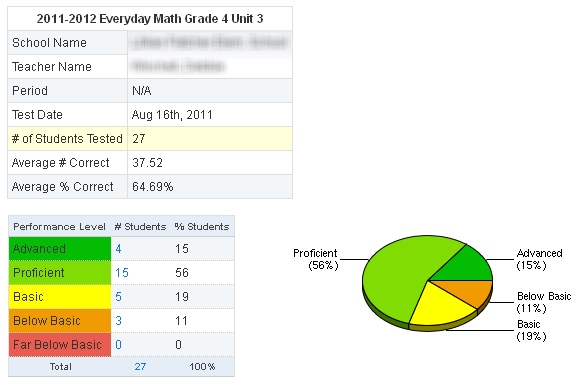 2011-2012 Everyday Math Grade 4 Unit 3
School Name
Teacher Name
Period N/A
Test Date Aug 16th, 2011
# of Students Tested 27
Average # Correct 37.52
Average % Correct 64.69%
Performance Level # Students % Students
Advanced 4 15
Proficient 15 56
Basic 5 19
Below Basic 3 11
Far Below Basic 0 0
Total 27 100%
Proficient
(56%)
Advanced
(15%)
Below Basic
(11%)
Basic
(19%)